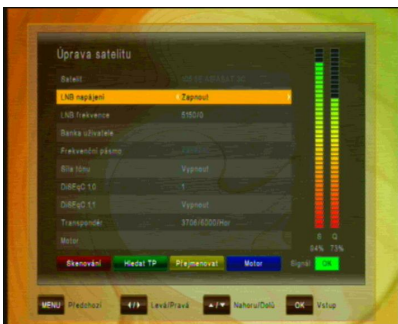 Úprava satelitu
Satelit
LNB napájení Zapnout
LNB frekvence 5150/0
Banka uživatele
Frekvenční pásmo
Bílé tónu Vypnout
DiSEqC 1.0 1
DiSEqC 1.1 Vypnout
Transpondér 3706/6000/Hor
Motor
S Q
94% 73%
Skenování Hledat TP Přejmenovat Motor Signál OK
MENU Předchozí Levá/Pravá Nahoru/Dolů OK Vstup